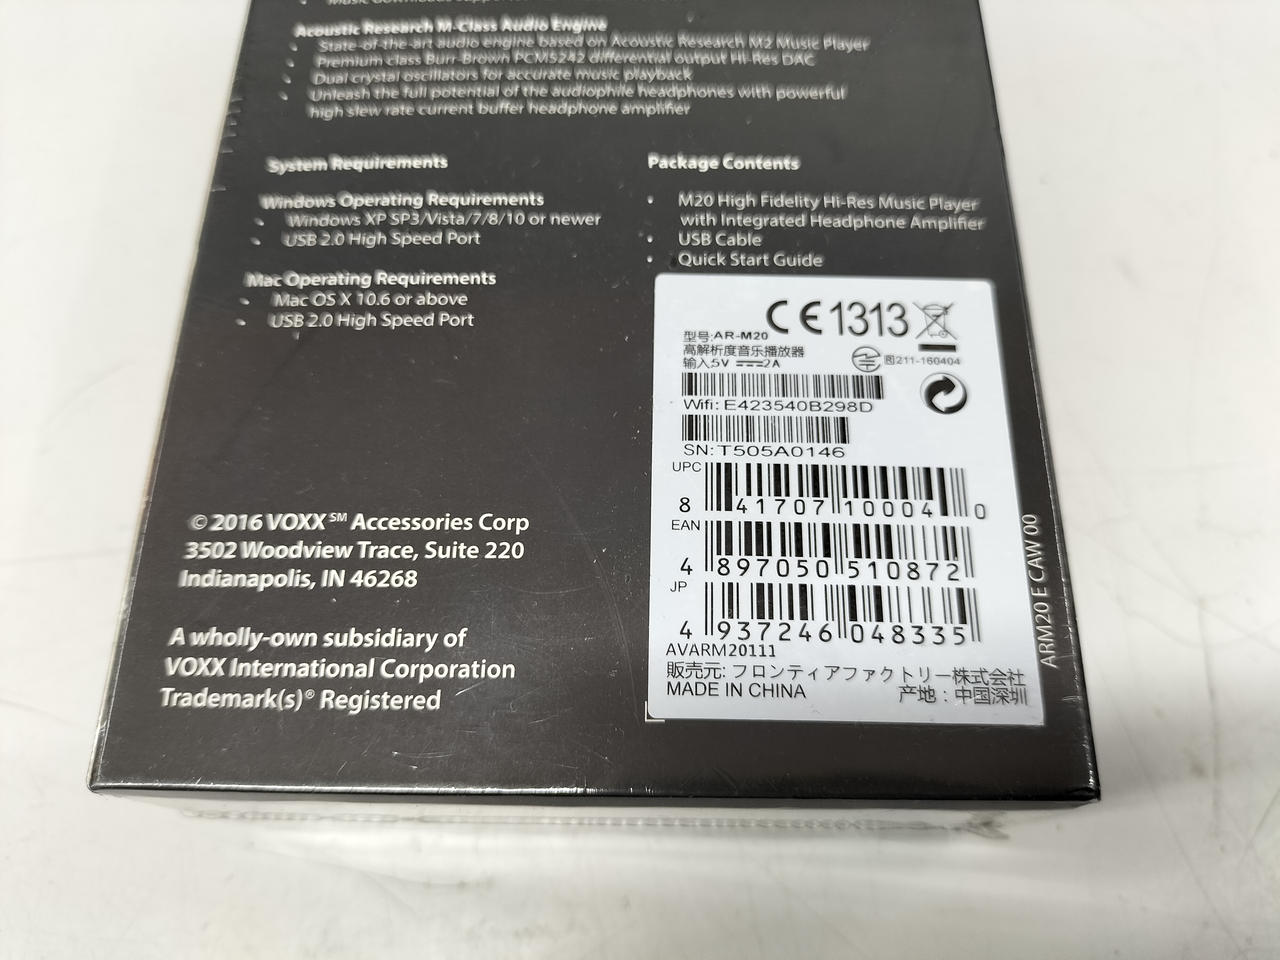 Music downloads
Acoustic Research M-Class Audio Engine
• State-of-the-art audio engine based on Acoustic Research M2 Music Player
• Premium class Burr-Brown PCM5242 differential output Hi-Res DAC
• Dual crystal oscillators for accurate music playback
• Unleash the full potential of the audiophile headphones with powerful
high slew rate current buffer headphone amplifier
System Requirements
Windows Operating Requirements
• Windows XP SP3/Vista/7/8/10 or newer
• USB 2.0 High Speed Port
Mac Operating Requirements
• Mac OS X 10.6 or above
• USB 2.0 High Speed Port
Package Contents
• M20 High Fidelity Hi-Res Music Player
with Integrated Headphone Amplifier
• USB Cable
• Quick Start Guide
CE1313
型号:AR-M20
高解析度音乐播放器
输入5V ⎓2A
211-160404
Wifi: E423540B298D
SN: T505A0146
UPC
8 41707 10004 0
EAN
4 897050 510872
JP
4 937246 048335
AVARM20111
販売元: フロンティアファクトリー株式会社
MADE IN CHINA 产地：中国深圳
ARM20 E CAW 00
© 2016 VOXX℠ Accessories Corp
3502 Woodview Trace, Suite 220
Indianapolis, IN 46268
A wholly-own subsidiary of
VOXX International Corporation
Trademark(s)® Registered